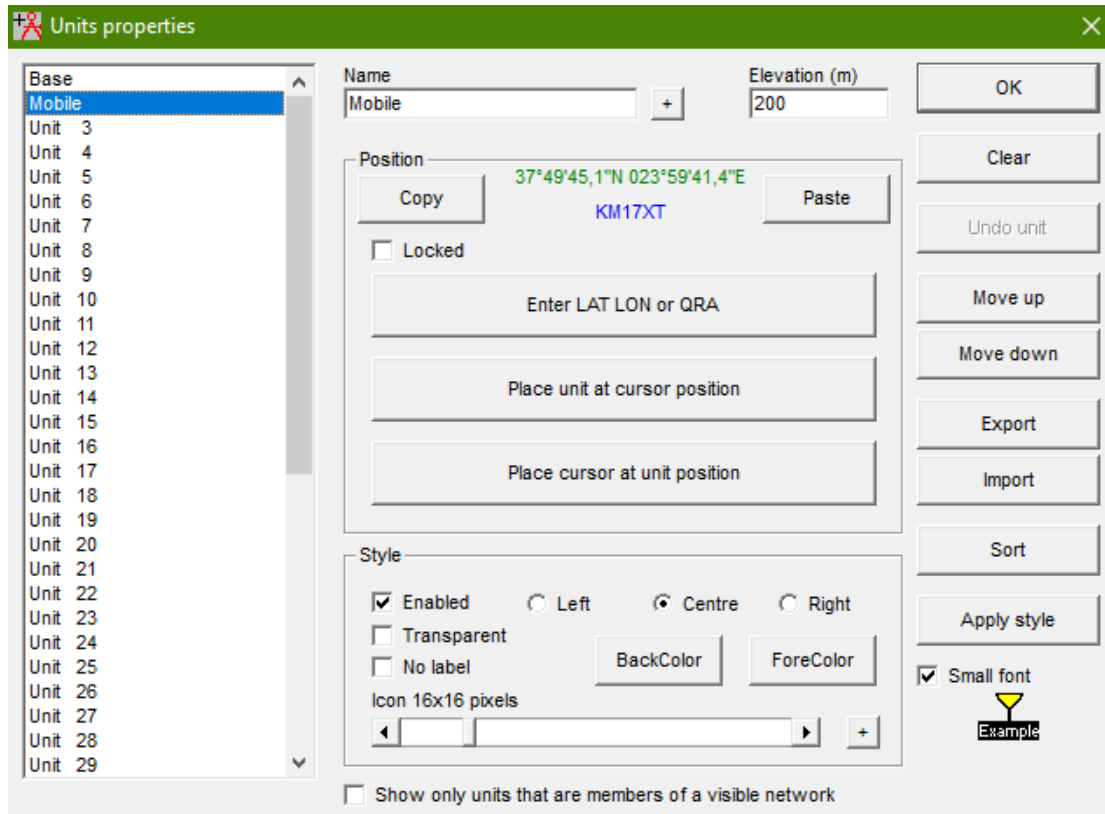 Units properties
Base
Mobile
Unit 3
Unit 4
Unit 5
Unit 6
Unit 7
Unit 8
Unit 9
Unit 10
Unit 11
Unit 12
Unit 13
Unit 14
Unit 15
Unit 16
Unit 17
Unit 18
Unit 19
Unit 20
Unit 21
Unit 22
Unit 23
Unit 24
Unit 25
Unit 26
Unit 27
Unit 28
Unit 29
Name
Elevation (m)
Mobile
+
200
Position
Copy
37°49'45,1"N 023°59'41,4"E
KM17XT
Paste
Locked
Enter LAT LON or QRA
Place unit at cursor position
Place cursor at unit position
Style
Enabled
Left
Centre
Right
Transparent
No label
BackColor
ForeColor
Icon 16x16 pixels
+
Show only units that are members of a visible network
OK
Clear
Undo unit
Move up
Move down
Export
Import
Sort
Apply style
Small font
Example